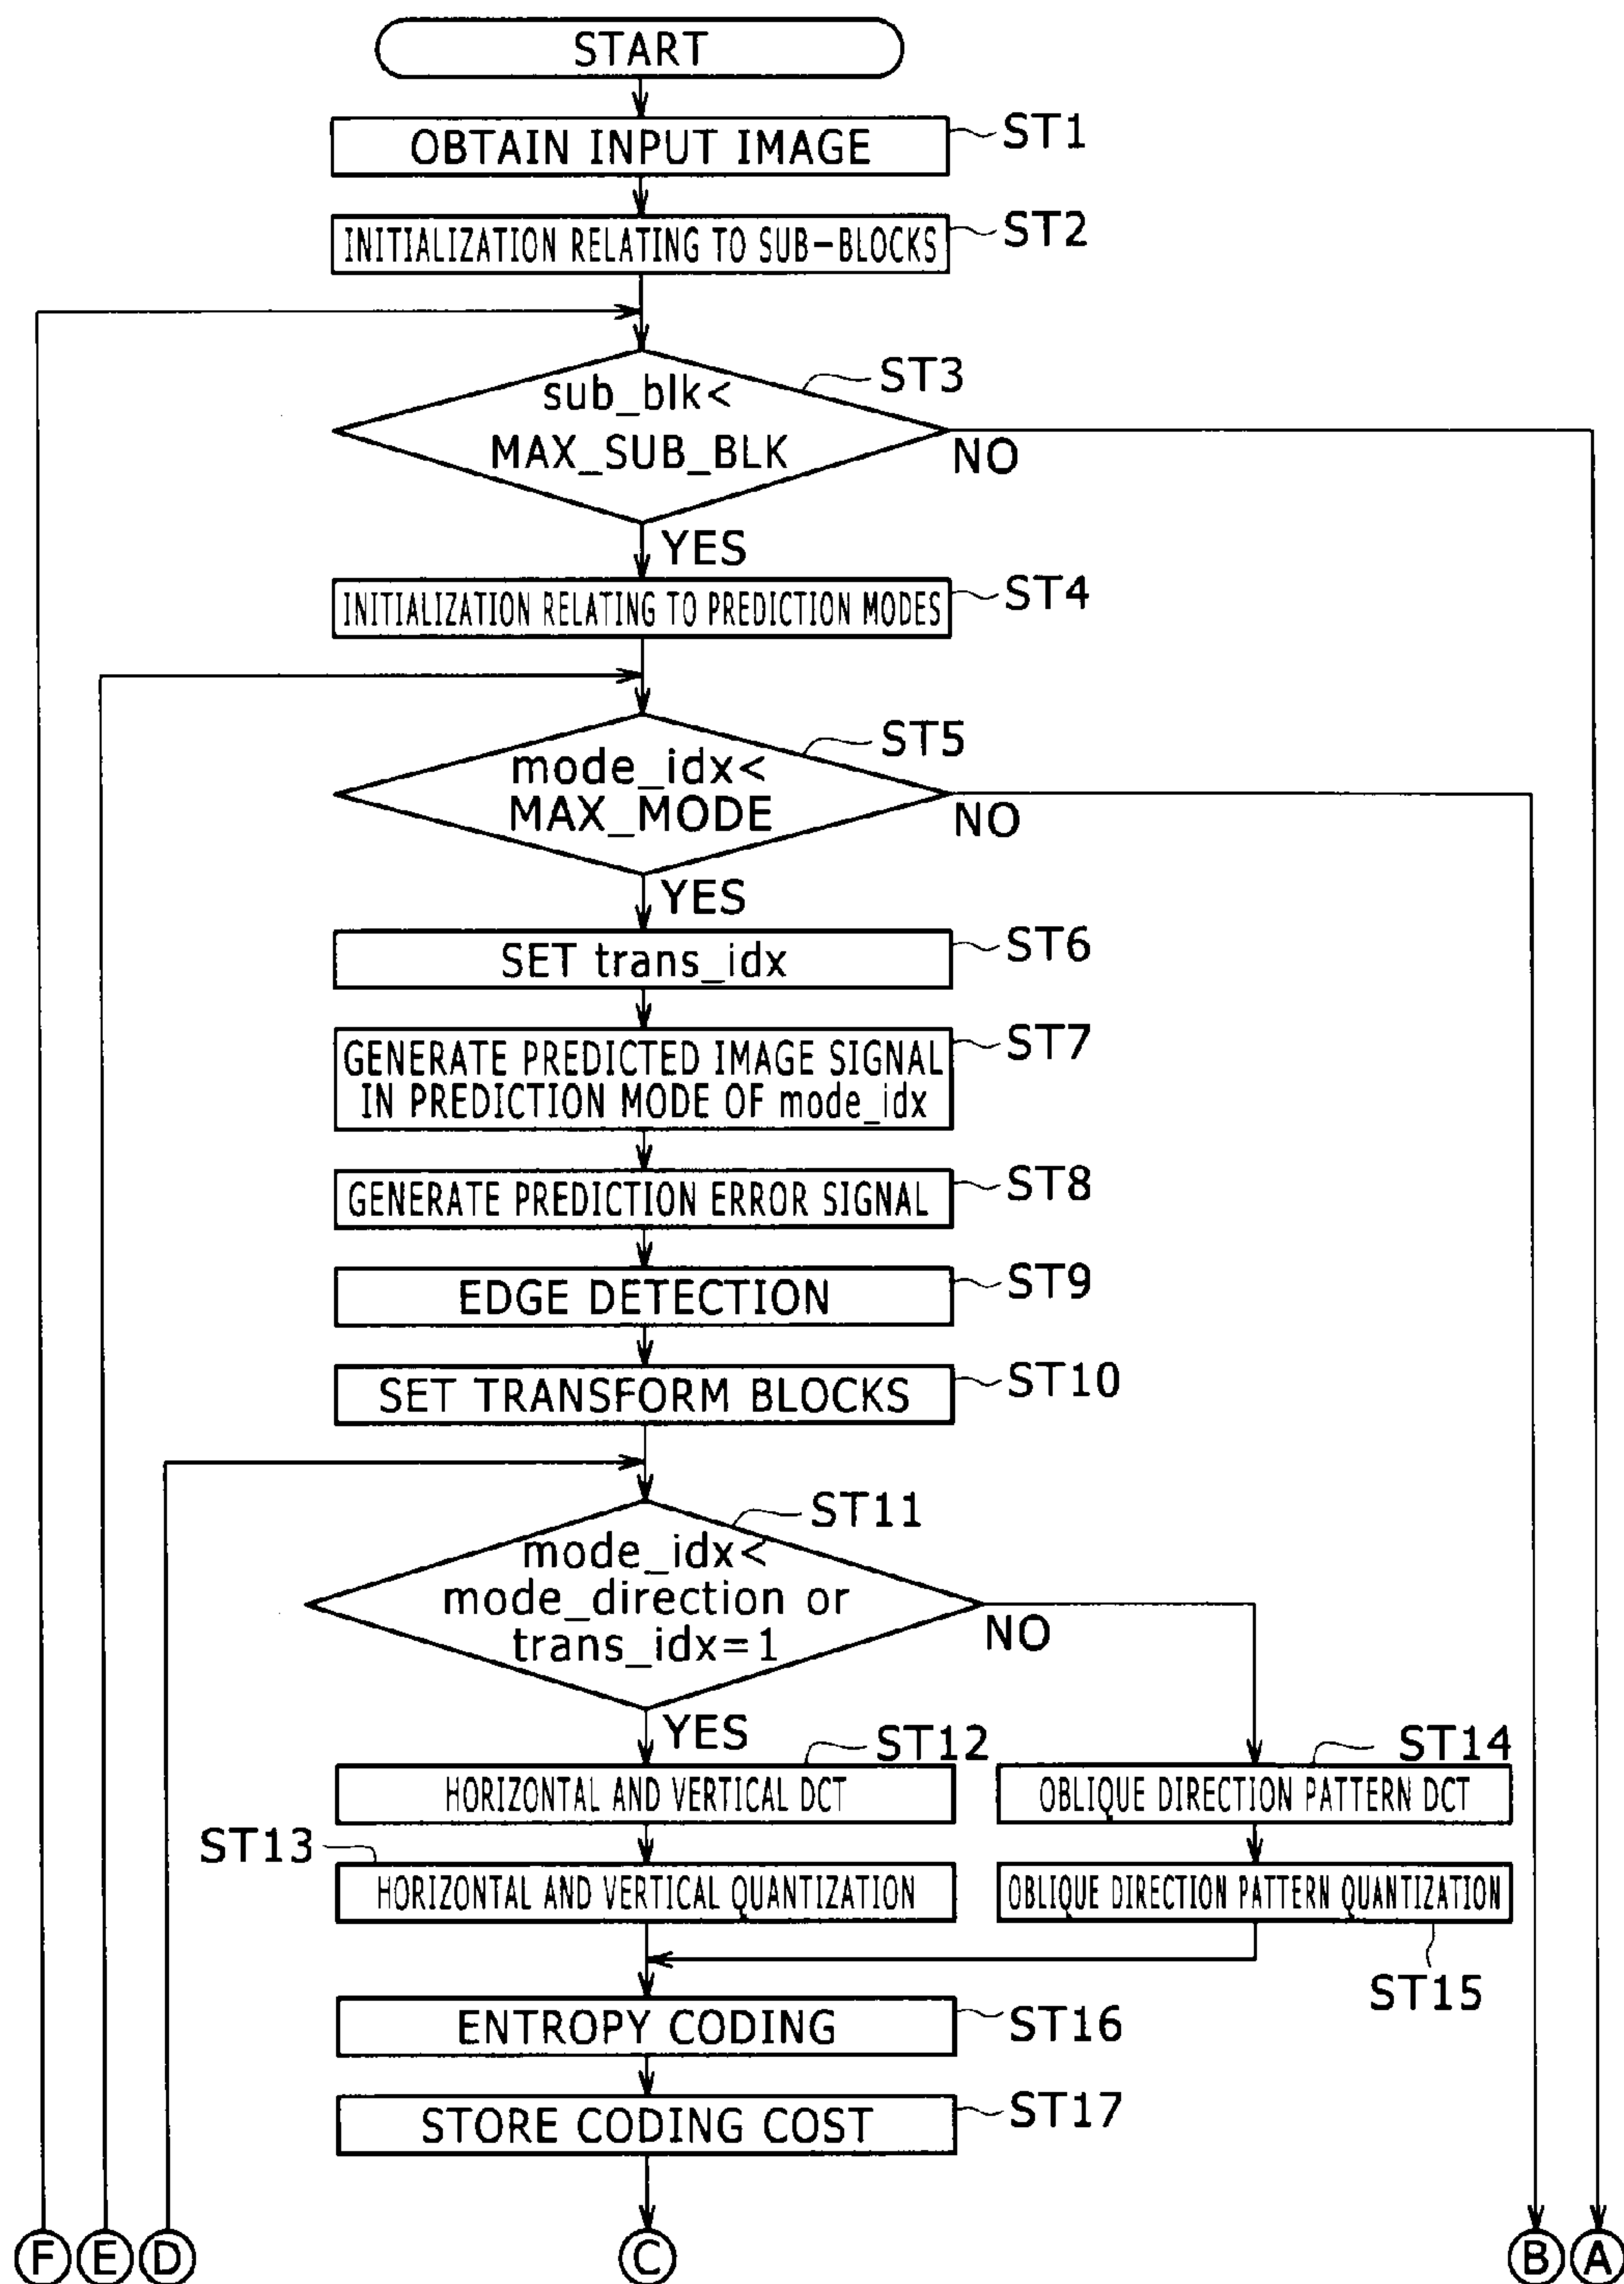 START
OBTAIN INPUT IMAGE
ST1
INITIALIZATION RELATING TO SUB-BLOCKS
ST2
sub_blk<
MAX_SUB_BLK
ST3
NO
YES
INITIALIZATION RELATING TO PREDICTION MODES
ST4
mode_idx<
MAX_MODE
ST5
NO
YES
SET trans_idx
ST6
GENERATE PREDICTED IMAGE SIGNAL
IN PREDICTION MODE OF mode_idx
ST7
GENERATE PREDICTION ERROR SIGNAL
ST8
EDGE DETECTION
ST9
SET TRANSFORM BLOCKS
ST10
mode_idx<
mode_direction or
trans_idx=1
ST11
NO
YES
ST12
HORIZONTAL AND VERTICAL DCT
ST14
OBLIQUE DIRECTION PATTERN DCT
ST13
HORIZONTAL AND VERTICAL QUANTIZATION
OBLIQUE DIRECTION PATTERN QUANTIZATION
ST15
ENTROPY CODING
ST16
STORE CODING COST
ST17
F
E
D
C
B
A